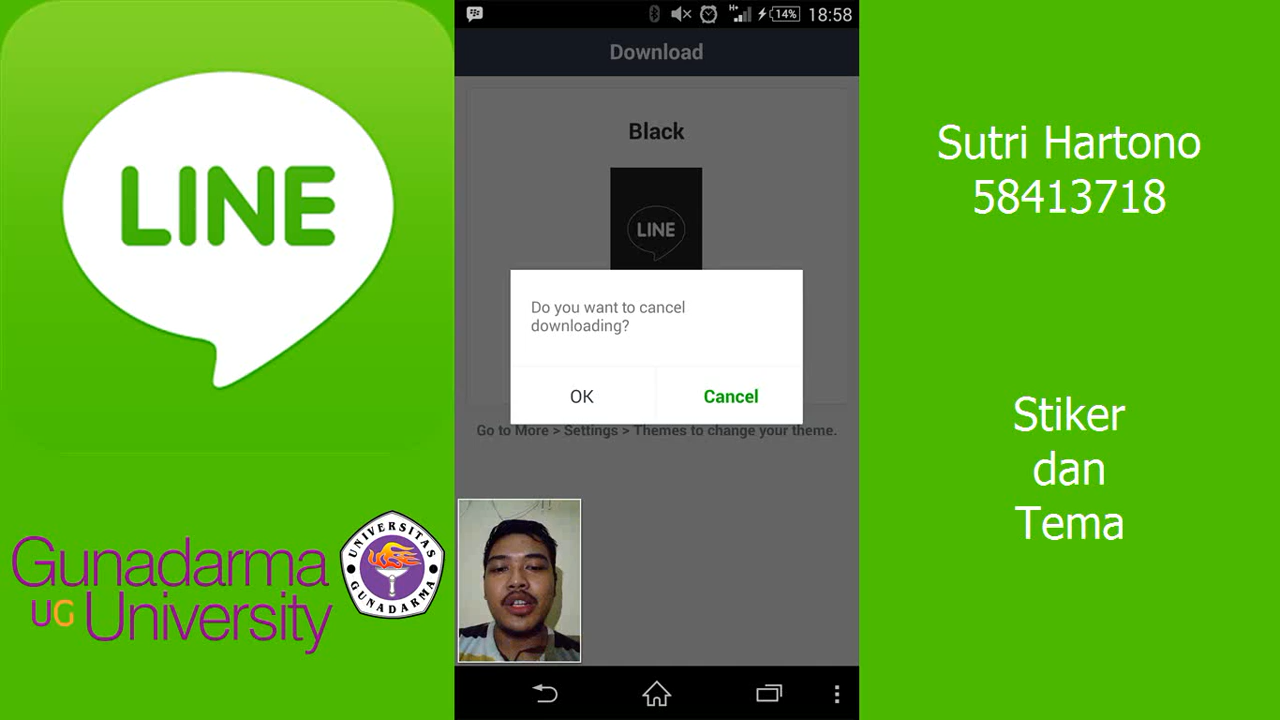 LINE
Gunadarma
UG University
UNIVERSITAS
GUNADARMA
14%
18:58
Download
Black
LINE
Do you want to cancel
downloading?
OK
Cancel
Go to More > Settings > Themes to change your theme.
Sutri Hartono
58413718
Stiker
dan
Tema